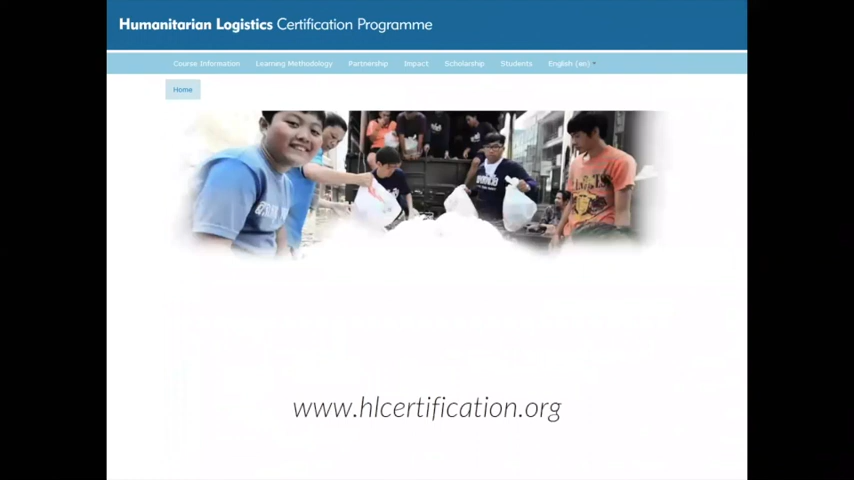 Humanitarian Logistics Certification Programme
Course Information Learning Methodology Partnership Impact Scholarship Students English (en)
Home
www.hlcertification.org